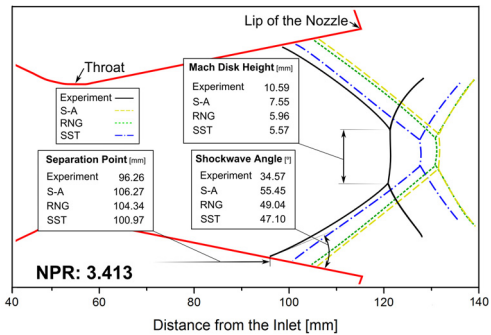 Lip of the Nozzle
Throat
Experiment
S-A
RNG
SST
Mach Disk Height [mm]
Experiment 10.59
S-A 7.55
RNG 5.96
SST 5.57
Separation Point [mm]
Experiment 96.26
S-A 106.27
RNG 104.34
SST 100.97
Shockwave Angle [°]
Experiment 34.57
S-A 55.45
RNG 49.04
SST 47.10
NPR: 3.413
40 60 80 100 120 140
Distance from the Inlet [mm]